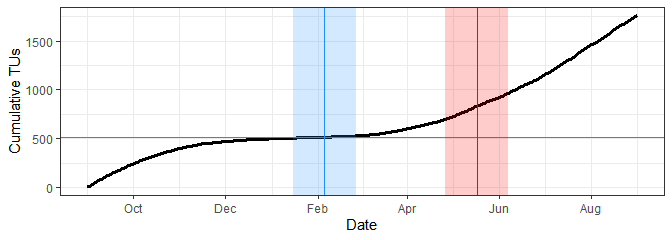 1500
1000
500
0
Cumulative TUs
Oct Dec Feb Apr Jun Aug
Date